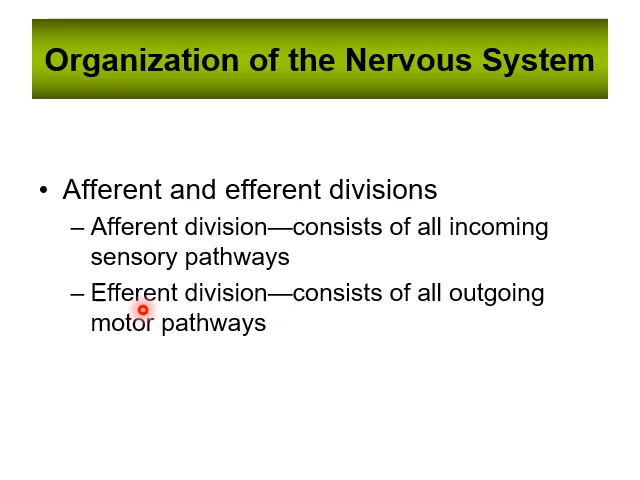 Organization of the Nervous System
• Afferent and efferent divisions
– Afferent division—consists of all incoming
sensory pathways
– Efferent division—consists of all outgoing
motor pathways